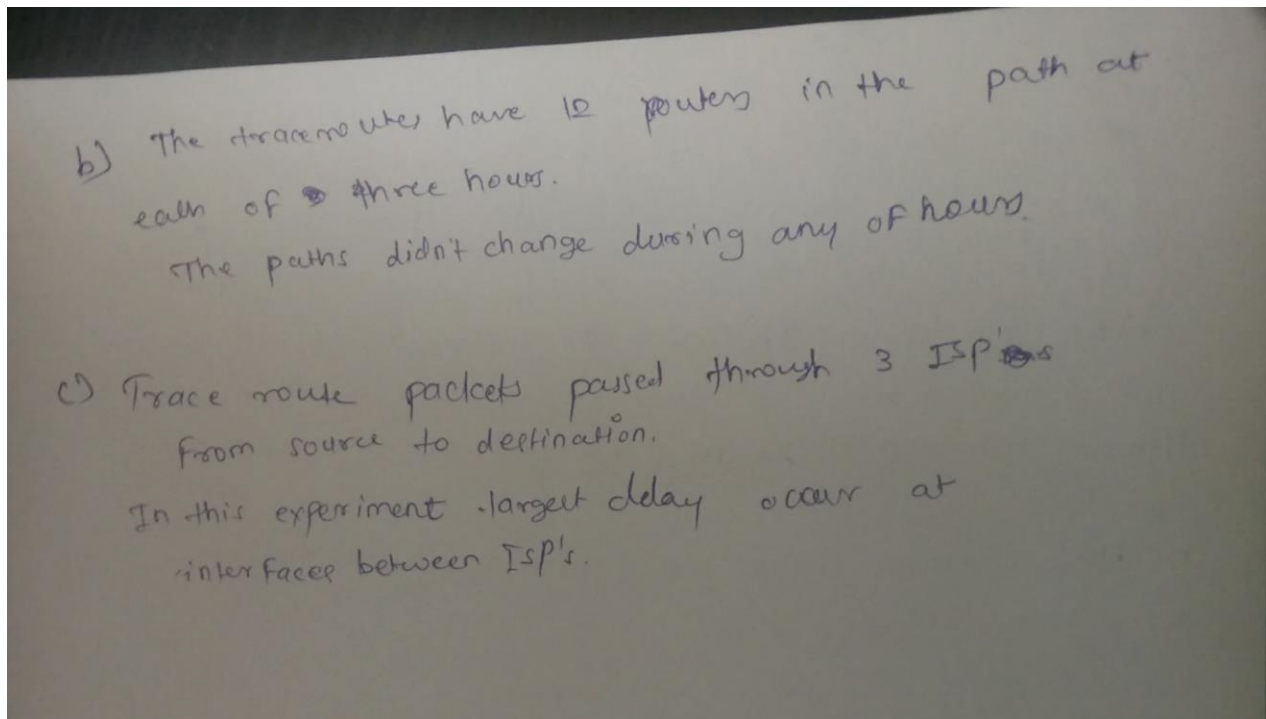 b) The traceroutes have 12 routers in the path at
each of three hours.
The paths didn't change during any of hours.
c) Trace route packets passed through 3 ISP's
from source to destination.
In this experiment largest delay occur at
interfaces between ISP's.